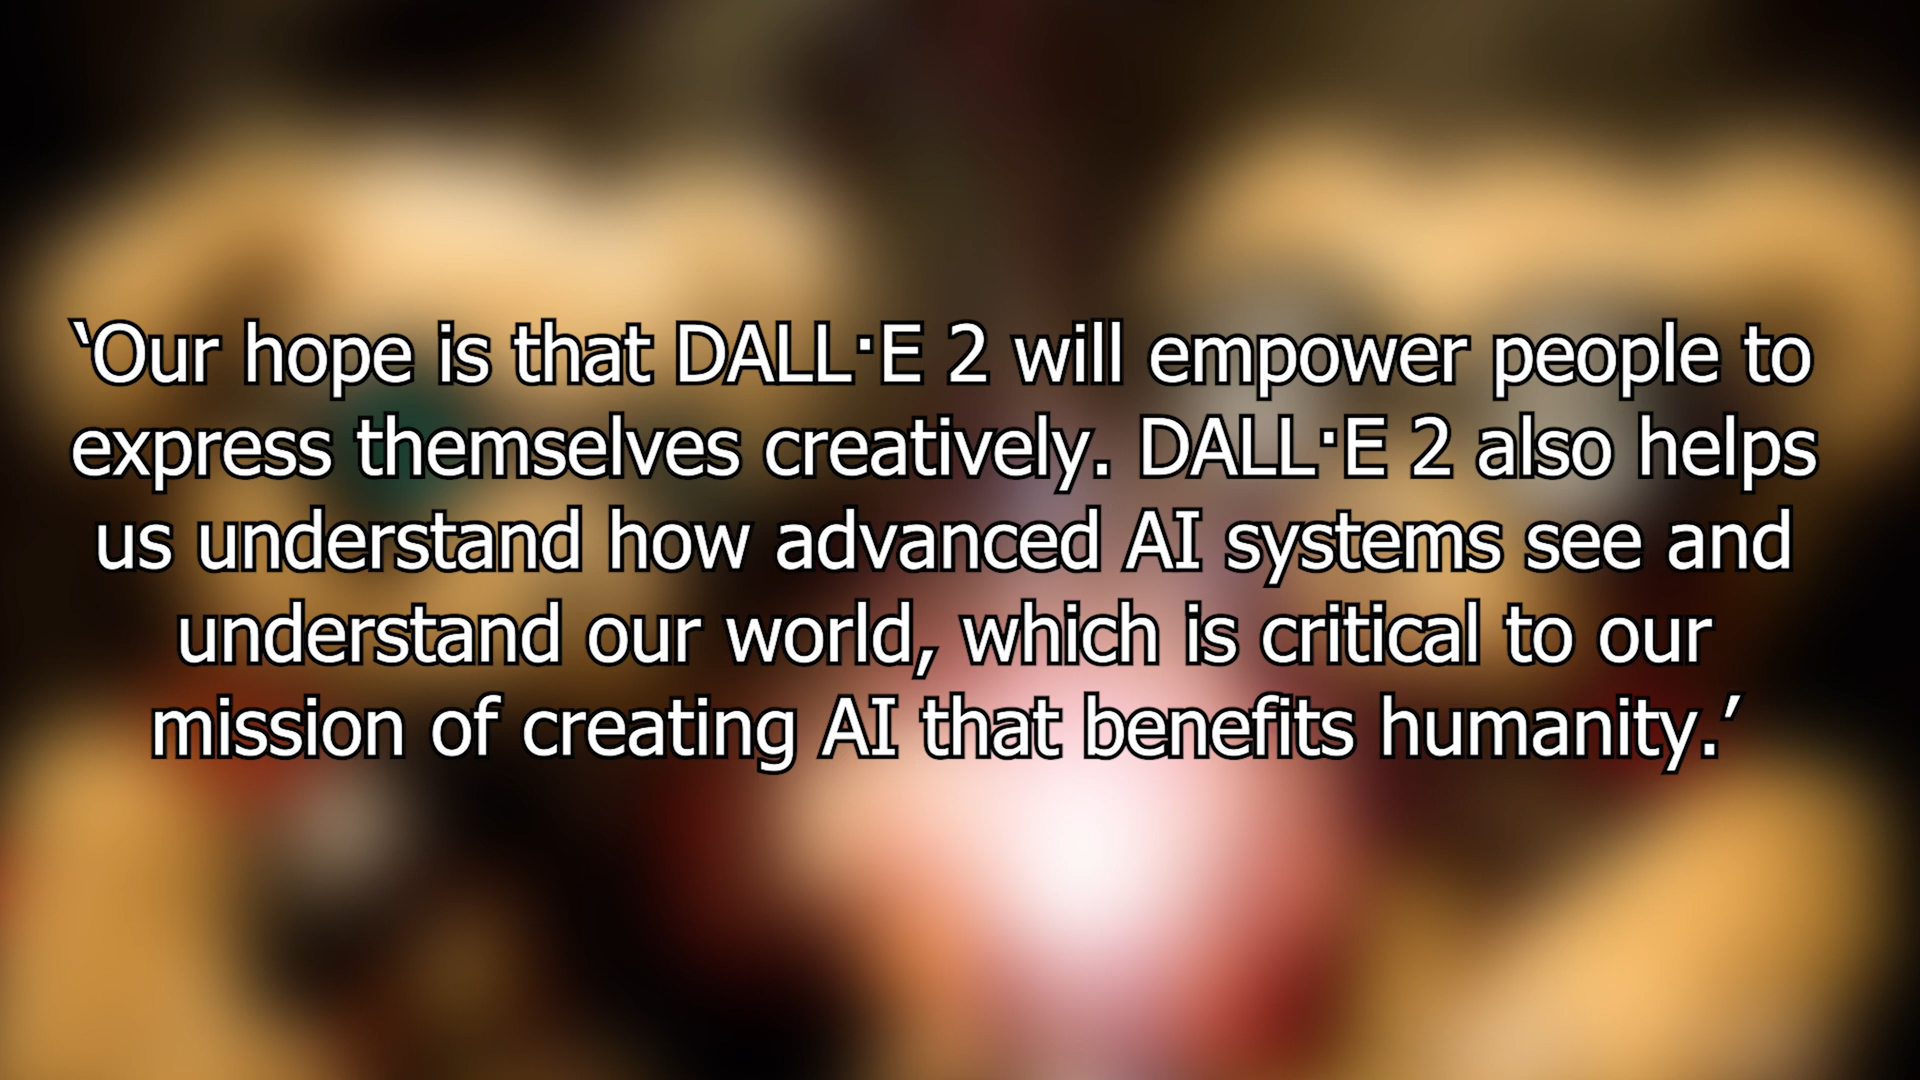 ‘Our hope is that DALL·E 2 will empower people to
express themselves creatively. DALL·E 2 also helps
us understand how advanced AI systems see and
understand our world, which is critical to our
mission of creating AI that benefits humanity.’